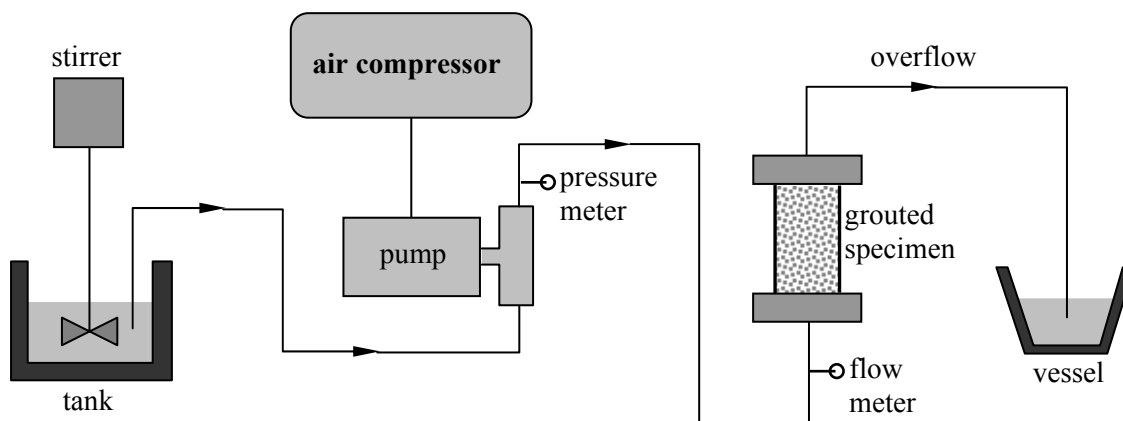 stirrer
air compressor
overflow
pressure
meter
pump
grouted
specimen
tank
flow
meter
vessel